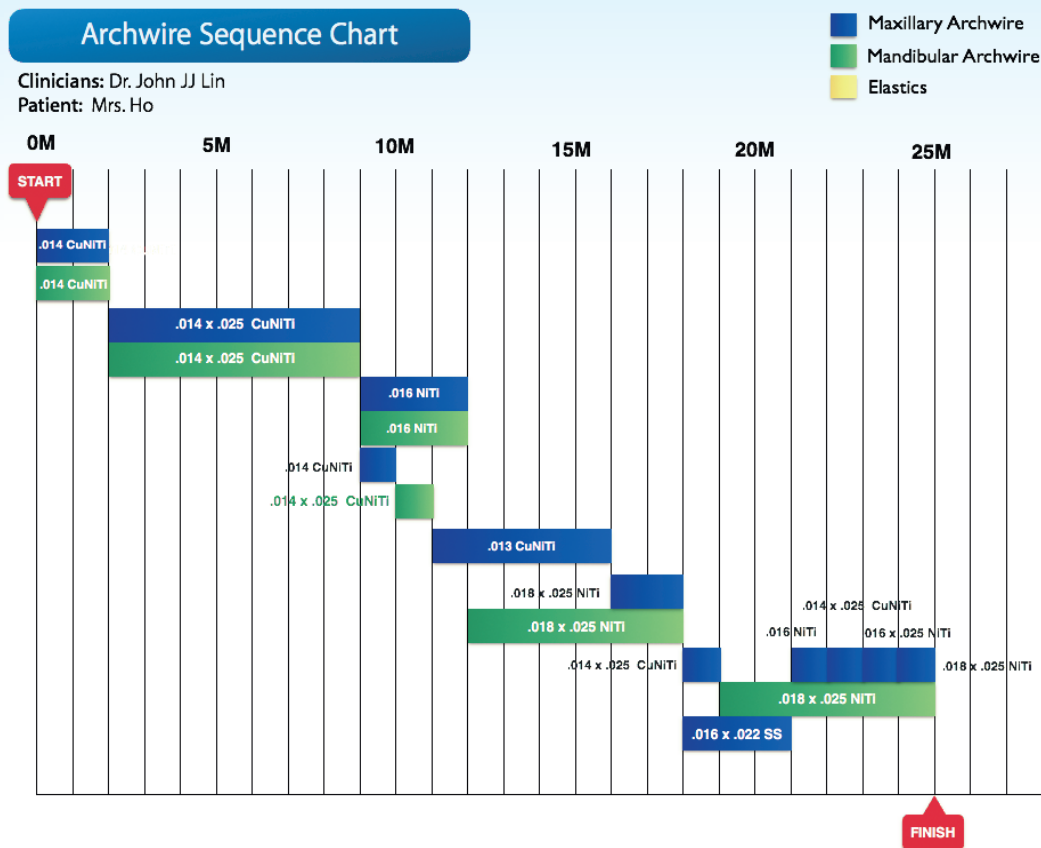 Archwire Sequence Chart
Maxillary Archwire
Mandibular Archwire
Elastics
Clinicians: Dr. John JJ Lin
Patient: Mrs. Ho
0M 5M 10M 15M 20M 25M
START
.014 CuNiTi
.014 CuNiTi
.014 x .025 CuNiTi
.014 x .025 CuNiTi
.016 NiTi
.016 NiTi
.014 CuNiTi
.014 x .025 CuNiTi
.013 CuNiTi
.018 x .025 NiTi
.014 x .025 CuNiTi
.018 x .025 NiTi
.016 NiTi .016 x .025 NiTi
.014 x .025 CuNiTi
.018 x .025 NiTi
.018 x .025 NiTi
.016 x .022 SS
FINISH